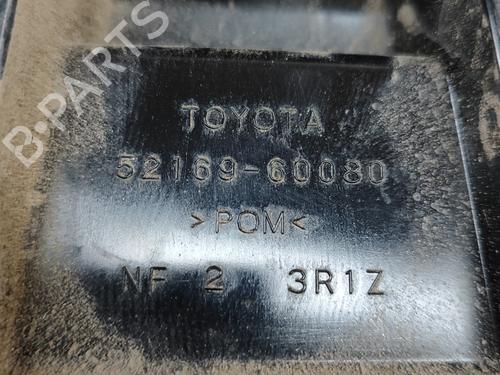 B-PARTS
TOYOTA
52169-60080
>POM<
NF 2 3R1Z